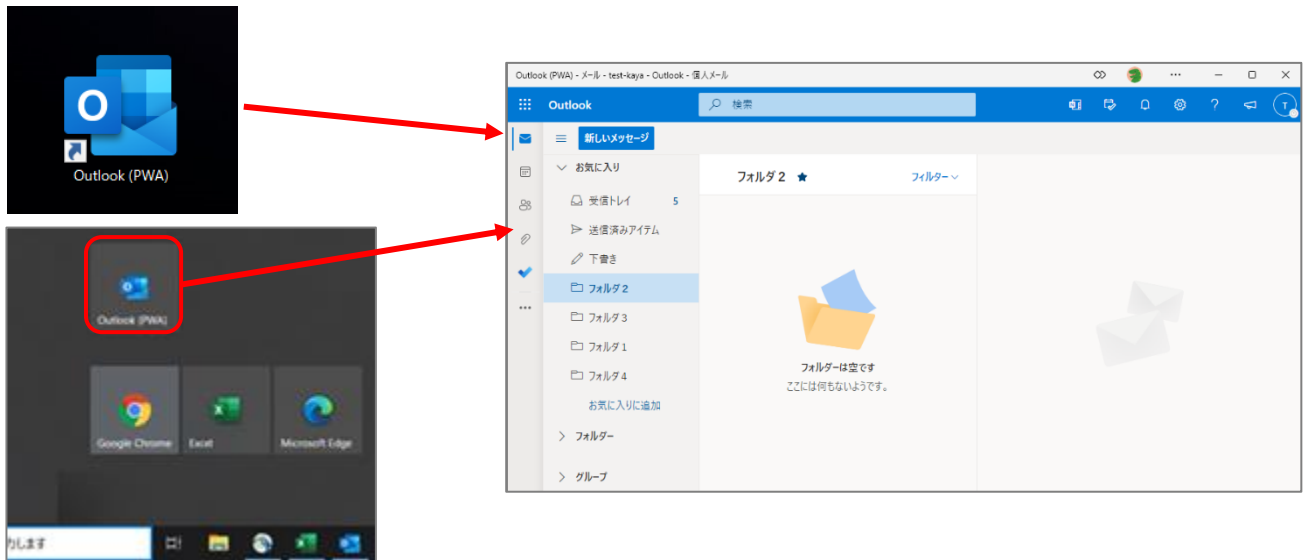 Outlook (PWA)
Outlook (PWA)
Google Chrome
Excel
Microsoft Edge
力します
Outlook (PWA) - メール - test-kaya - Outlook - 個人メール
Outlook
検索
新しいメッセージ
お気に入り
受信トレイ 5
送信済みアイテム
下書き
フォルダ 2
フォルダ 3
フォルダ 1
フォルダ 4
お気に入りに追加
フォルダー
グループ
フォルダ 2 ★ フィルター
フォルダーは空です
ここには何もないようです。
T